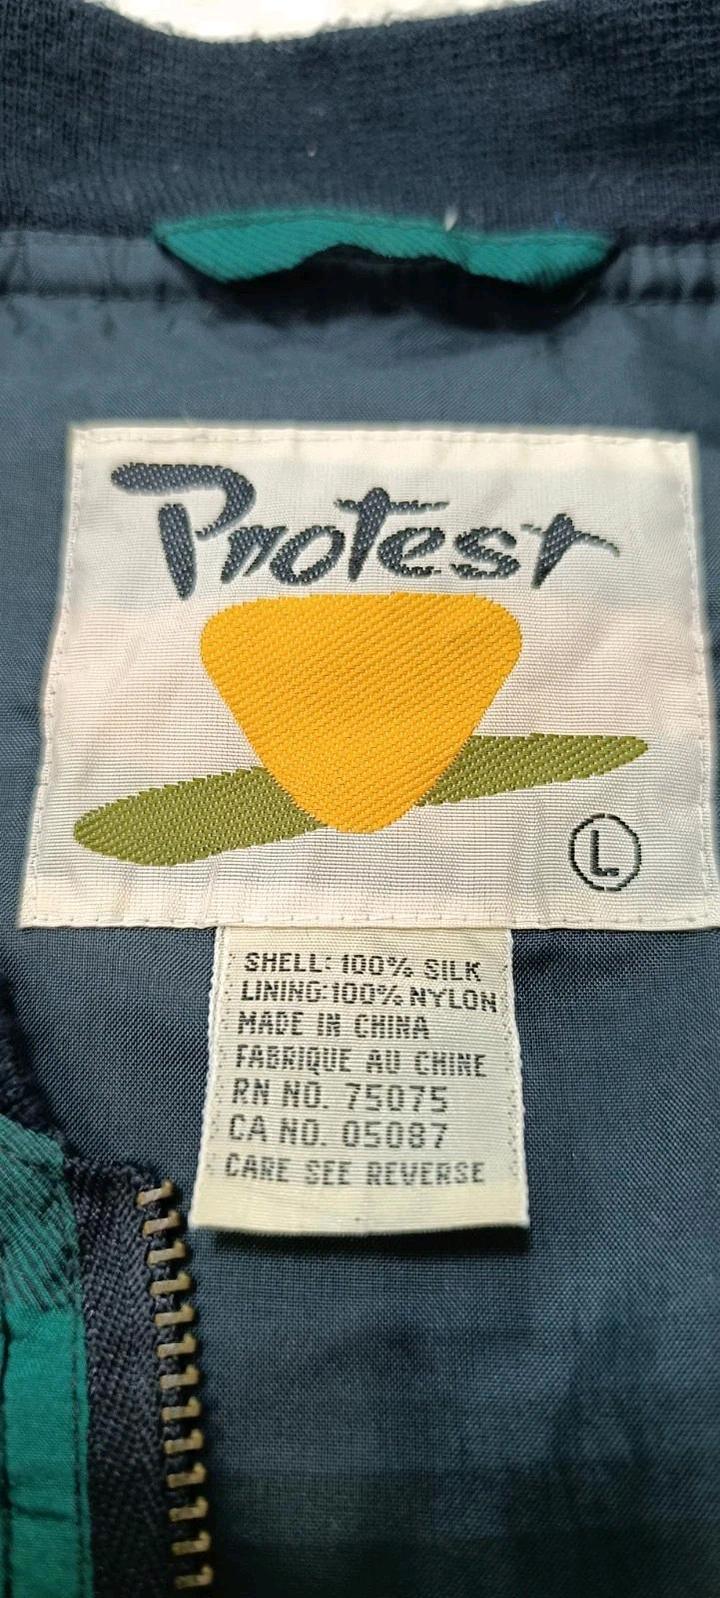 Protest
L
SHELL: 100% SILK
LINING: 100% NYLON
MADE IN CHINA
FABRIQUE AU CHINE
RN NO. 75075
CA NO. 05087
CARE SEE REVERSE